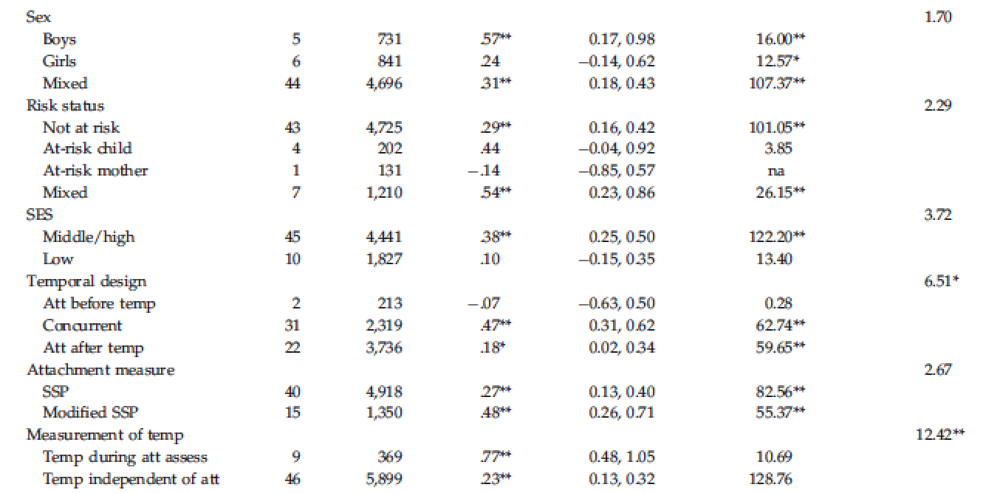 Sex 1.70
Boys 5 731 .57** 0.17, 0.98 16.00**
Girls 6 841 .24 −0.14, 0.62 12.57*
Mixed 44 4,696 .31** 0.18, 0.43 107.37**
Risk status 2.29
Not at risk 43 4,725 .29** 0.16, 0.42 101.05**
At-risk child 4 202 .44 −0.04, 0.92 3.85
At-risk mother 1 131 −.14 −0.85, 0.57 na
Mixed 7 1,210 .54** 0.23, 0.86 26.15**
SES 3.72
Middle/high 45 4,441 .38** 0.25, 0.50 122.20**
Low 10 1,827 .10 −0.15, 0.35 13.40
Temporal design 6.51*
Att before temp 2 213 −.07 −0.63, 0.50 0.28
Concurrent 31 2,319 .47** 0.31, 0.62 62.74**
Att after temp 22 3,736 .18* 0.02, 0.34 59.65**
Attachment measure 2.67
SSP 40 4,918 .27** 0.13, 0.40 82.56**
Modified SSP 15 1,350 .48** 0.26, 0.71 55.37**
Measurement of temp 12.42**
Temp during att assess 9 369 .77** 0.48, 1.05 10.69
Temp independent of att 46 5,899 .23** 0.13, 0.32 128.76